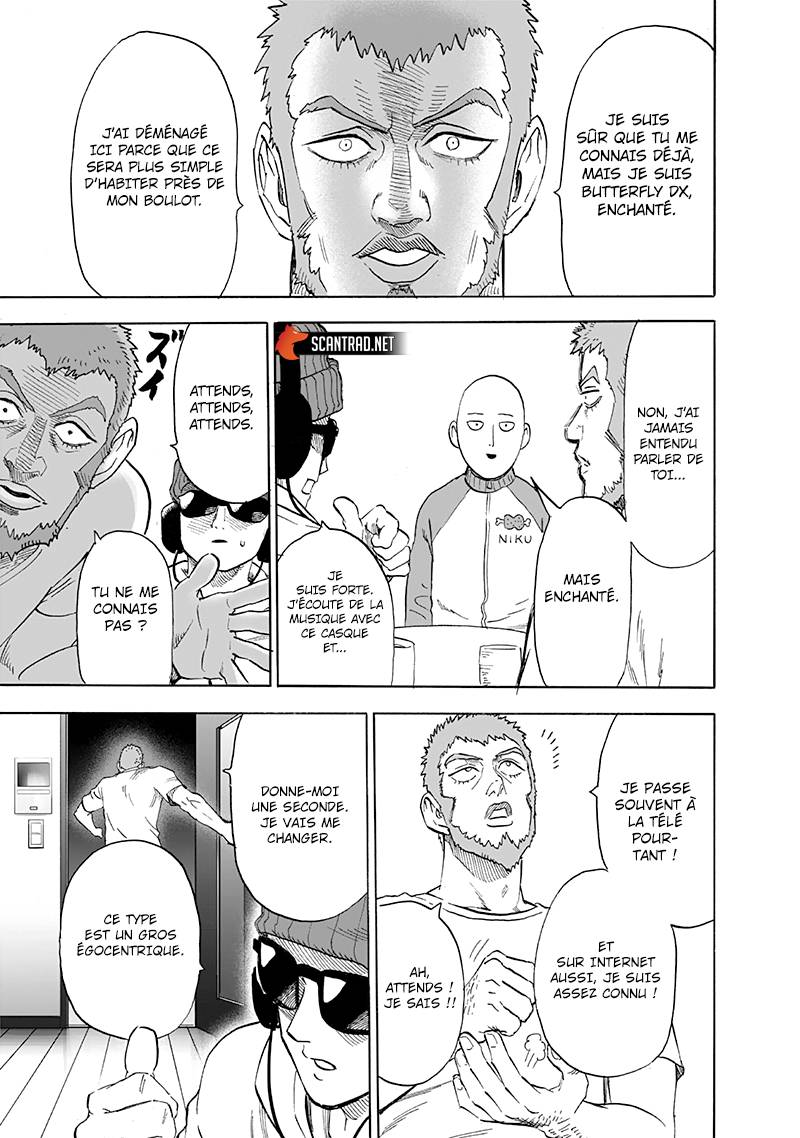 JE SUIS
SÛR QUE TU ME
CONNAIS DÉJÀ,
MAIS JE SUIS
BUTTERFLY DX,
ENCHANTÉ.
J'AI DÉMÉNAGÉ
ICI PARCE QUE CE
SERA PLUS SIMPLE
D'HABITER PRÈS DE
MON BOULOT.
SCANTRAD.NET
NON, J'AI
JAMAIS
ENTENDU
PARLER DE
TOI...
MAIS
ENCHANTÉ.
NiKU
JE
SUIS FORTE.
J'ÉCOUTE DE LA
MUSIQUE AVEC
CE CASQUE
ET...
ズイ
ATTENDS,
ATTENDS,
ATTENDS.
TU NE ME
CONNAIS
PAS ?
JE PASSE
SOUVENT À
LA TÉLÉ
POUR-
TANT !
ET
SUR INTERNET
AUSSI, JE SUIS
ASSEZ CONNU !
AH,
ATTENDS !
JE SAIS !!
DONNE-MOI
UNE SECONDE.
JE VAIS ME
CHANGER.
CE TYPE
EST UN GROS
ÉGOCENTRIQUE.